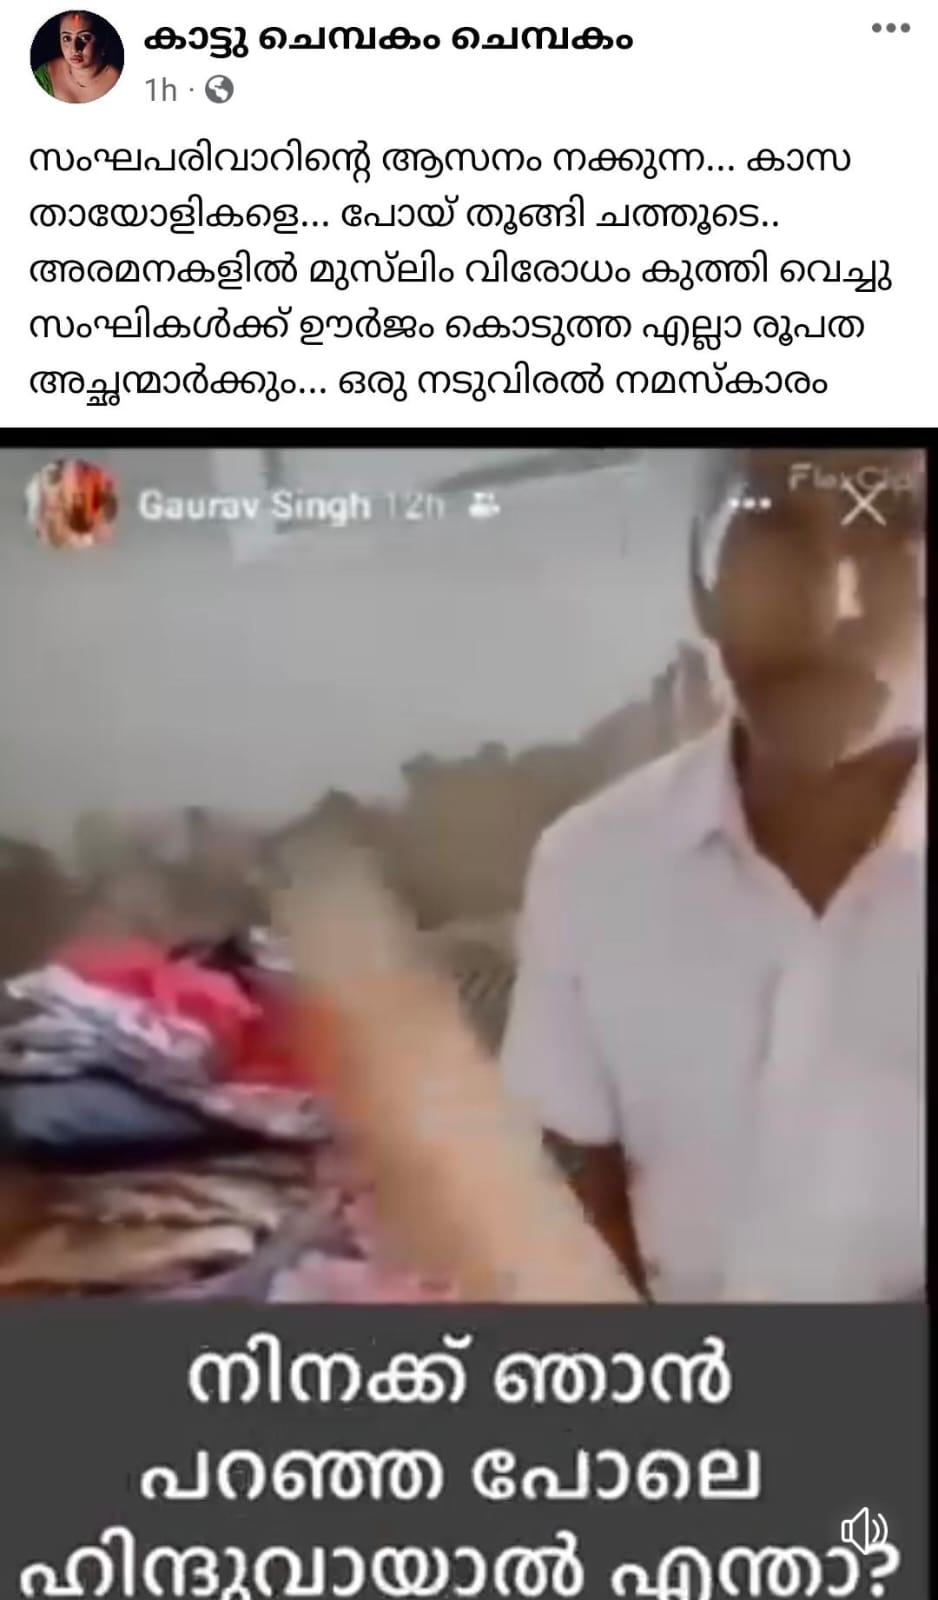 കാട്ടു ചെമ്പകം ചെമ്പകം
1h
സംഘപരിവാറിന്റെ ആസനം നക്കുന്ന... കാസ
തായോളികളെ... പോയ് തൂങ്ങി ചത്തൂടെ..
അരമനകളിൽ മുസ്‌ലിം വിരോധം കുത്തി വെച്ചു
സംഘികൾക്ക് ഊർജം കൊടുത്ത എല്ലാ രൂപത
അച്ഛന്മാർക്കും... ഒരു നടുവിരൽ നമസ്കാരം
Gaurav Singh 12h
നിനക്ക് ഞാൻ
പറഞ്ഞ പോലെ
ഹിന്ദുവായാൽ എന്താ?